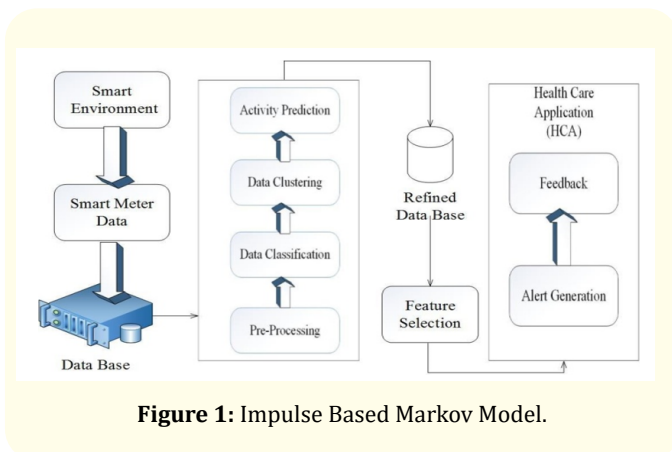 Smart
Environment
Smart Meter
Data
Data Base
Activity Prediction
Data Clustering
Data Classification
Pre-Processing
Refined
Data Base
Feature
Selection
Health Care
Application
(HCA)
Feedback
Alert Generation
Figure 1: Impulse Based Markov Model.